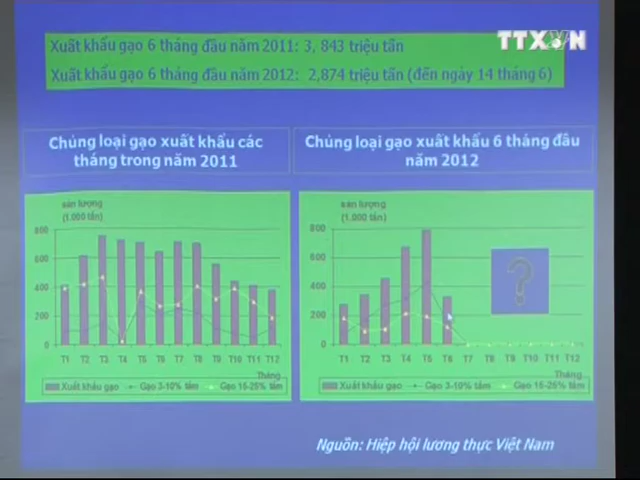 TTXVN
Xuất khẩu gạo 6 tháng đầu năm 2011: 3, 843 triệu tấn
Xuất khẩu gạo 6 tháng đầu năm 2012: 2,874 triệu tấn (đến ngày 14 tháng 6)
Chủng loại gạo xuất khẩu các
tháng trong năm 2011
Chủng loại gạo xuất khẩu 6 tháng đầu
năm 2012
sản lượng
(1,000 tấn)
800
600
400
200
0
T1 T2 T3 T4 T5 T6 T7 T8 T9 T10 T11 T12
Tháng
Xuất khẩu gạo Gạo 3-10% tấm Gạo 15-25% tấm
sản lượng
(1,000 tấn)
800
600
400
200
0
?
T1 T2 T3 T4 T5 T6 T7 T8 T9 T10 T11 T12
Tháng
Xuất khẩu gạo Gạo 3-10% tấm Gạo 15-25% tấm
Nguồn: Hiệp hội lương thực Việt Nam